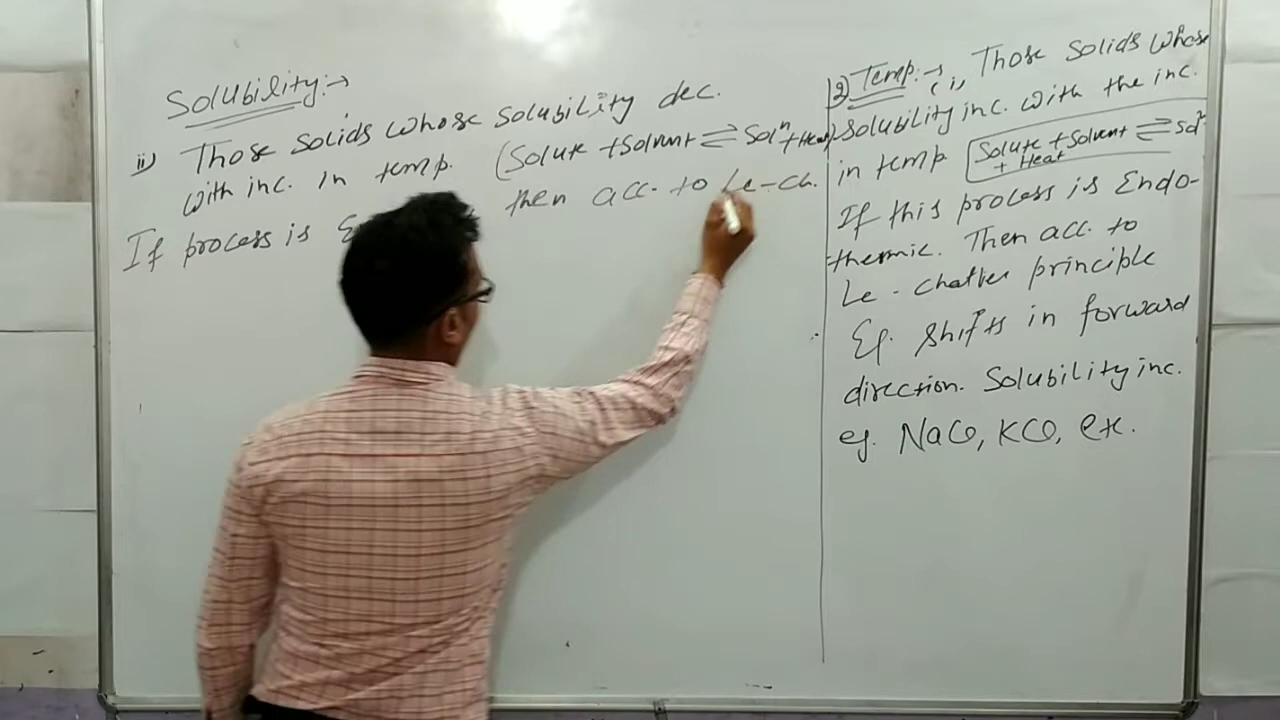 Solubility:→
ii) Those solids whose solubility dec.
with inc. in temp. (Solute + Solvent ⇌ Solⁿ + Heat)
If process is then acc. to Le-Ch.
2) Temp:→ (i) Those solids whose
solubility inc. with the inc.
in temp. Solute + Solvent ⇌ Solⁿ
+ Heat
If this process is Endo-
thermic. Then acc. to
Le-chatlier principle
Eq. shifts in forward
direction. Solubility inc.
eg. NaCl, KCl, etc.